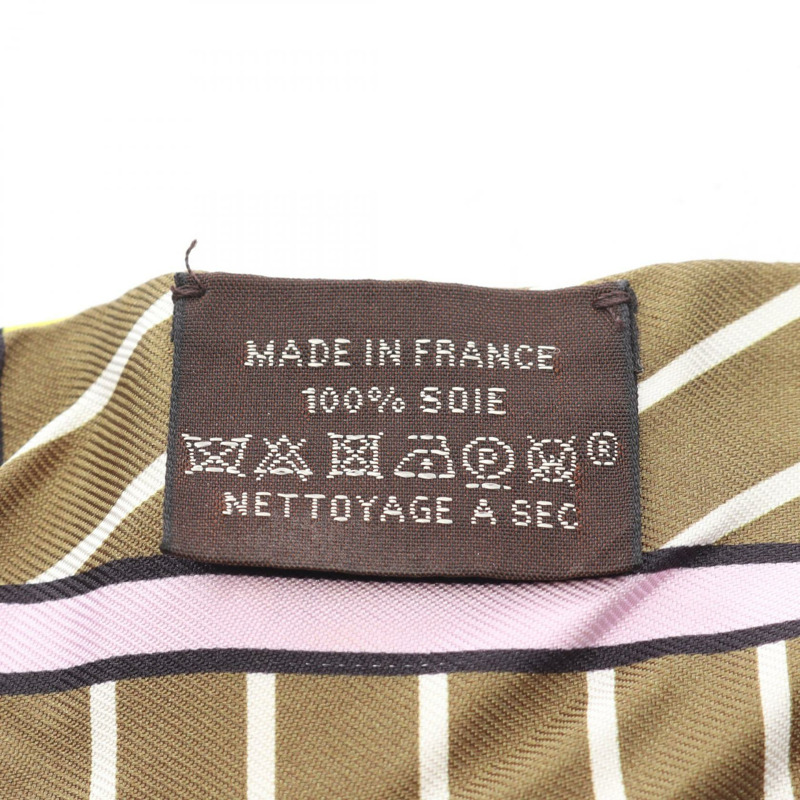 MADE IN FRANCE
100% SOIE
P W ®
NETTOYAGE A SEC